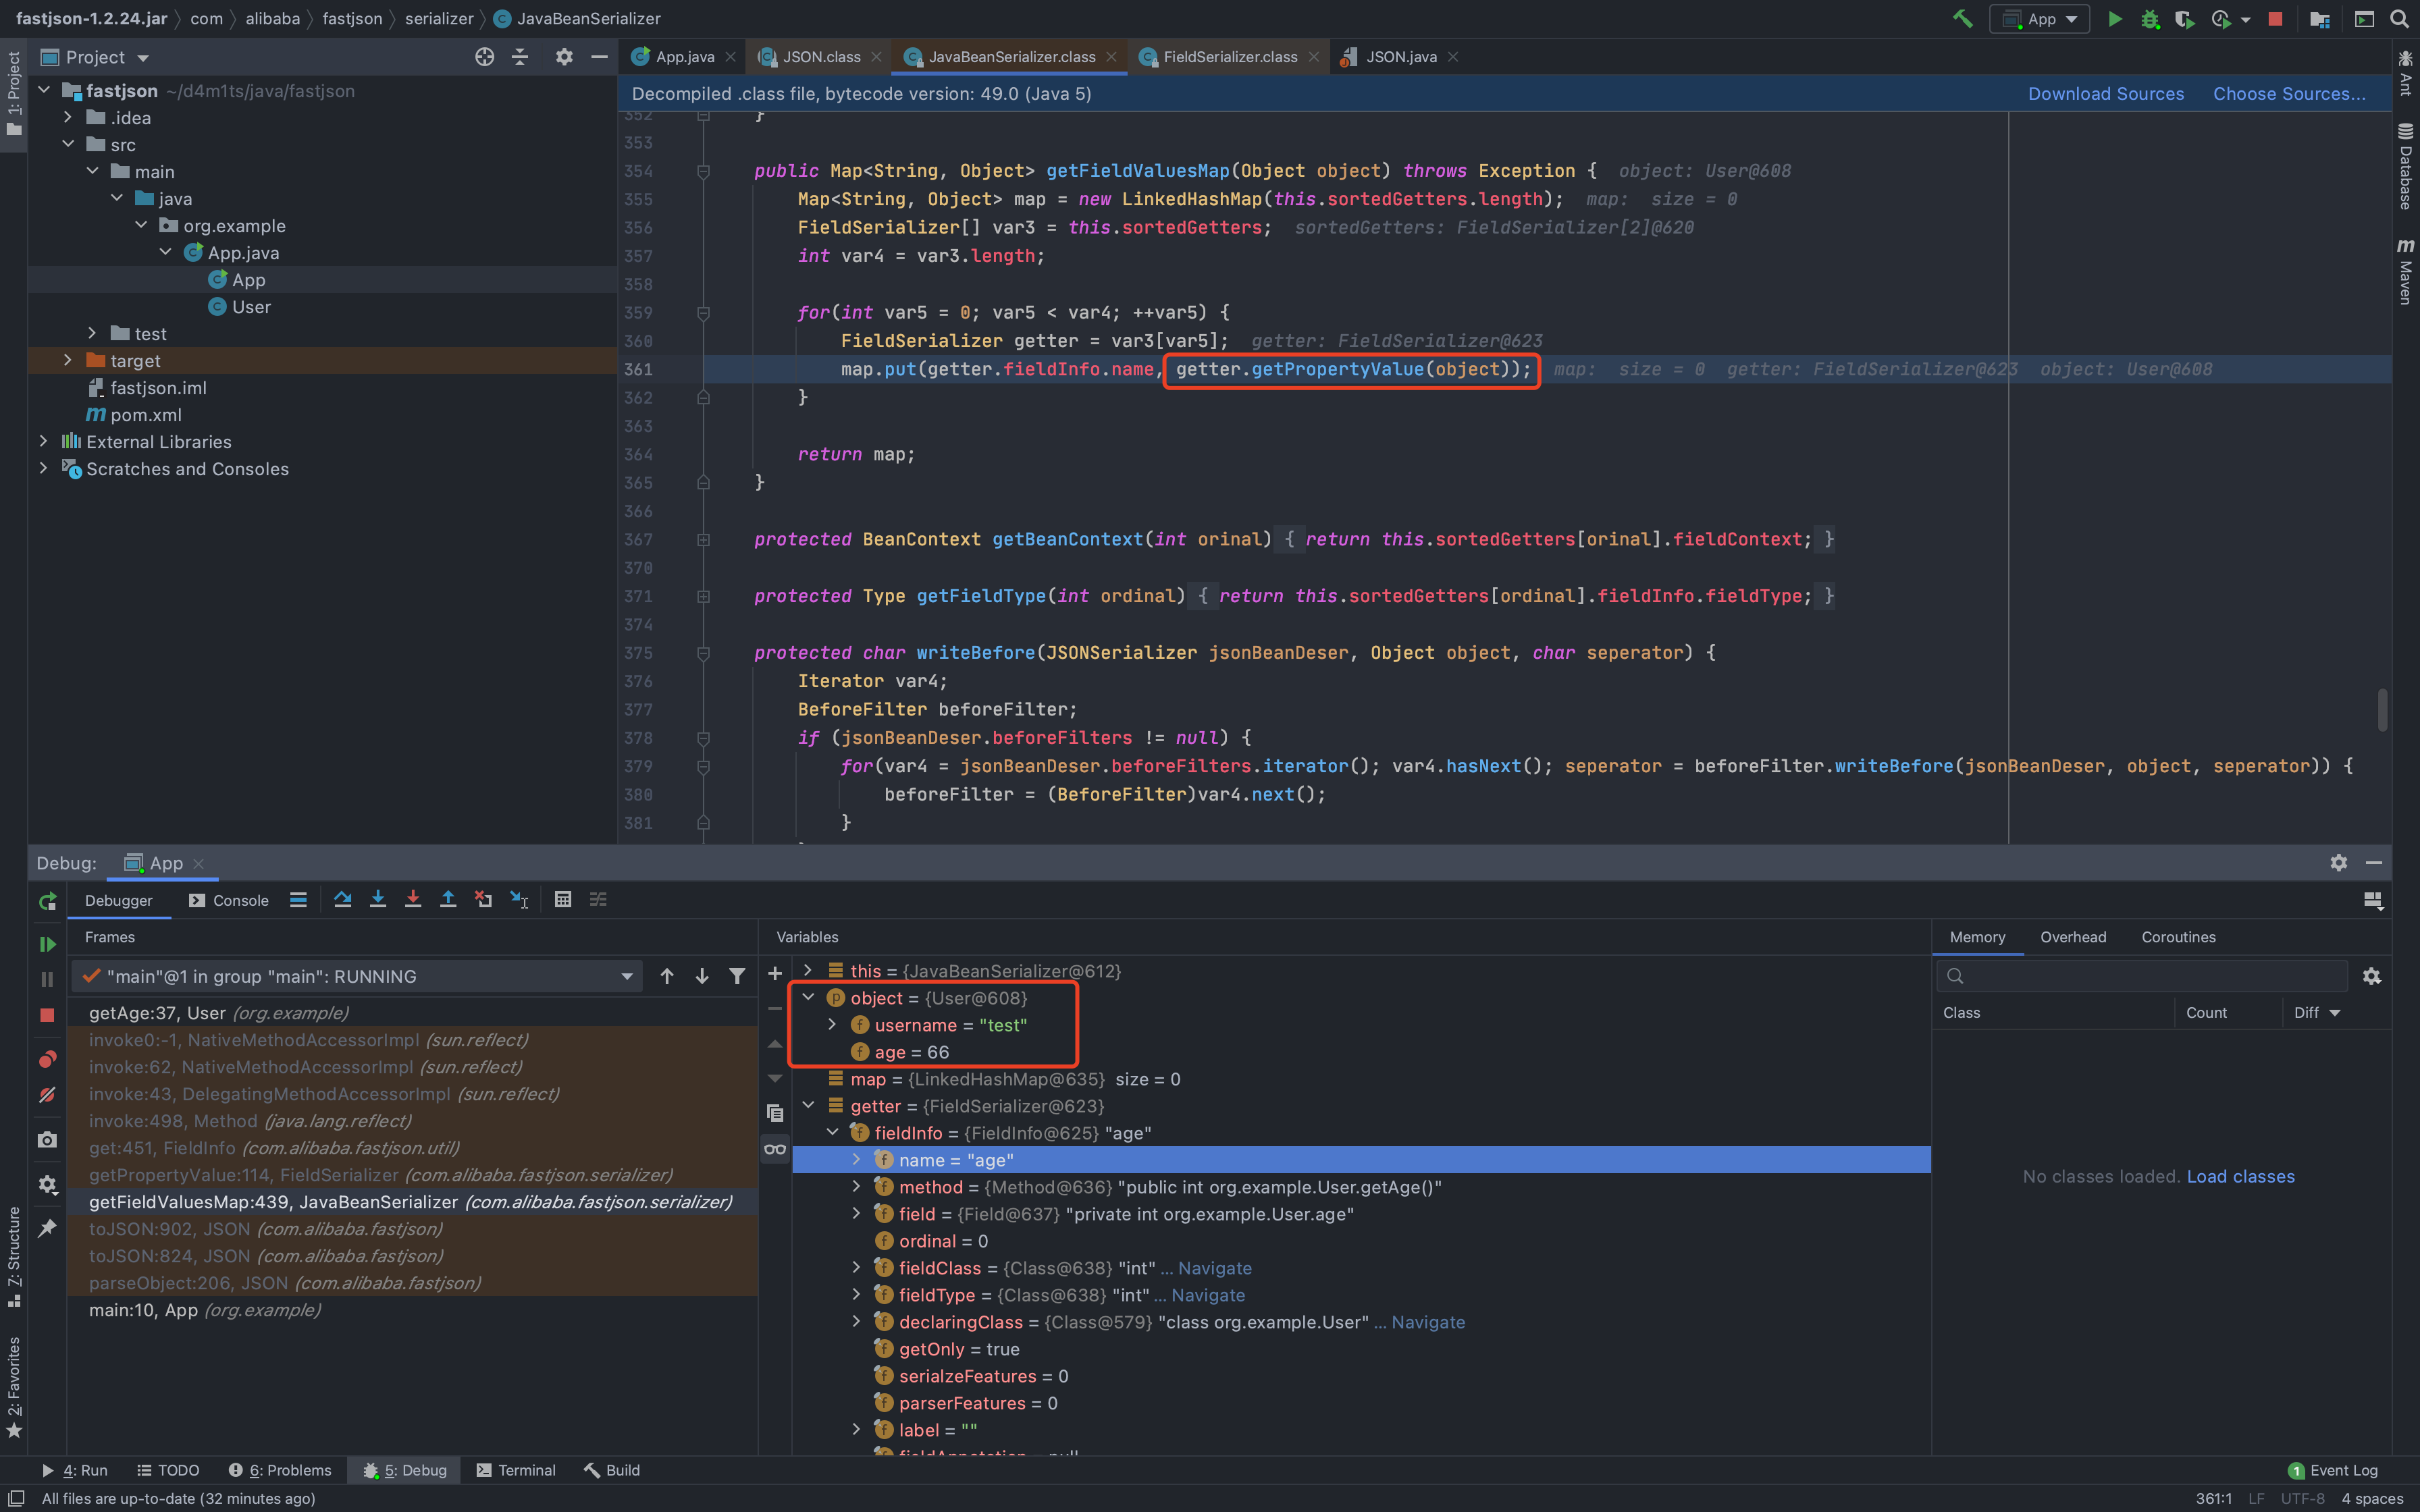 fastjson-1.2.24.jar com alibaba fastjson serializer JavaBeanSerializer
App
Project
App.java
JSON.class
JavaBeanSerializer.class
FieldSerializer.class
JSON.java
Decompiled .class file, bytecode version: 49.0 (Java 5)
Download Sources
Choose Sources...
1: Project
fastjson ~/d4m1ts/java/fastjson
.idea
src
main
java
org.example
App.java
App
User
test
target
fastjson.iml
pom.xml
External Libraries
Scratches and Consoles
352 }
353
354 public Map<String, Object> getFieldValuesMap(Object object) throws Exception { object: User@608
355 Map<String, Object> map = new LinkedHashMap(this.sortedGetters.length); map: size = 0
356 FieldSerializer[] var3 = this.sortedGetters; sortedGetters: FieldSerializer[2]@620
357 int var4 = var3.length;
358
359 for(int var5 = 0; var5 < var4; ++var5) {
360 FieldSerializer getter = var3[var5]; getter: FieldSerializer@623
361 map.put(getter.fieldInfo.name, getter.getPropertyValue(object)); map: size = 0 getter: FieldSerializer@623 object: User@608
362 }
363
364 return map;
365 }
366
367 protected BeanContext getBeanContext(int orinal) { return this.sortedGetters[orinal].fieldContext; }
370
371 protected Type getFieldType(int ordinal) { return this.sortedGetters[ordinal].fieldInfo.fieldType; }
374
375 protected char writeBefore(JSONSerializer jsonBeanDeser, Object object, char seperator) {
376 Iterator var4;
377 BeforeFilter beforeFilter;
378 if (jsonBeanDeser.beforeFilters != null) {
379 for(var4 = jsonBeanDeser.beforeFilters.iterator(); var4.hasNext(); seperator = beforeFilter.writeBefore(jsonBeanDeser, object, seperator)) {
380 beforeFilter = (BeforeFilter)var4.next();
381 }
Ant
Database
Maven
Debug: App
Debugger
Console
Frames
"main"@1 in group "main": RUNNING
getAge:37, User (org.example)
invoke0:-1, NativeMethodAccessorImpl (sun.reflect)
invoke:62, NativeMethodAccessorImpl (sun.reflect)
invoke:43, DelegatingMethodAccessorImpl (sun.reflect)
invoke:498, Method (java.lang.reflect)
get:451, FieldInfo (com.alibaba.fastjson.util)
getPropertyValue:114, FieldSerializer (com.alibaba.fastjson.serializer)
getFieldValuesMap:439, JavaBeanSerializer (com.alibaba.fastjson.serializer)
toJSON:902, JSON (com.alibaba.fastjson)
toJSON:824, JSON (com.alibaba.fastjson)
parseObject:206, JSON (com.alibaba.fastjson)
main:10, App (org.example)
Variables
this = {JavaBeanSerializer@612}
object = {User@608}
username = "test"
age = 66
map = {LinkedHashMap@635} size = 0
getter = {FieldSerializer@623}
fieldInfo = {FieldInfo@625} "age"
name = "age"
method = {Method@636} "public int org.example.User.getAge()"
field = {Field@637} "private int org.example.User.age"
ordinal = 0
fieldClass = {Class@638} "int" ... Navigate
fieldType = {Class@638} "int" ... Navigate
declaringClass = {Class@579} "class org.example.User" ... Navigate
getOnly = true
serialzeFeatures = 0
parserFeatures = 0
label = ""
fieldAnnotation = null
Memory
Overhead
Coroutines
Class
Count
Diff
No classes loaded. Load classes
7: Structure
2: Favorites
4: Run
TODO
6: Problems
5: Debug
Terminal
Build
1 Event Log
All files are up-to-date (32 minutes ago)
361:1 LF UTF-8 4 spaces